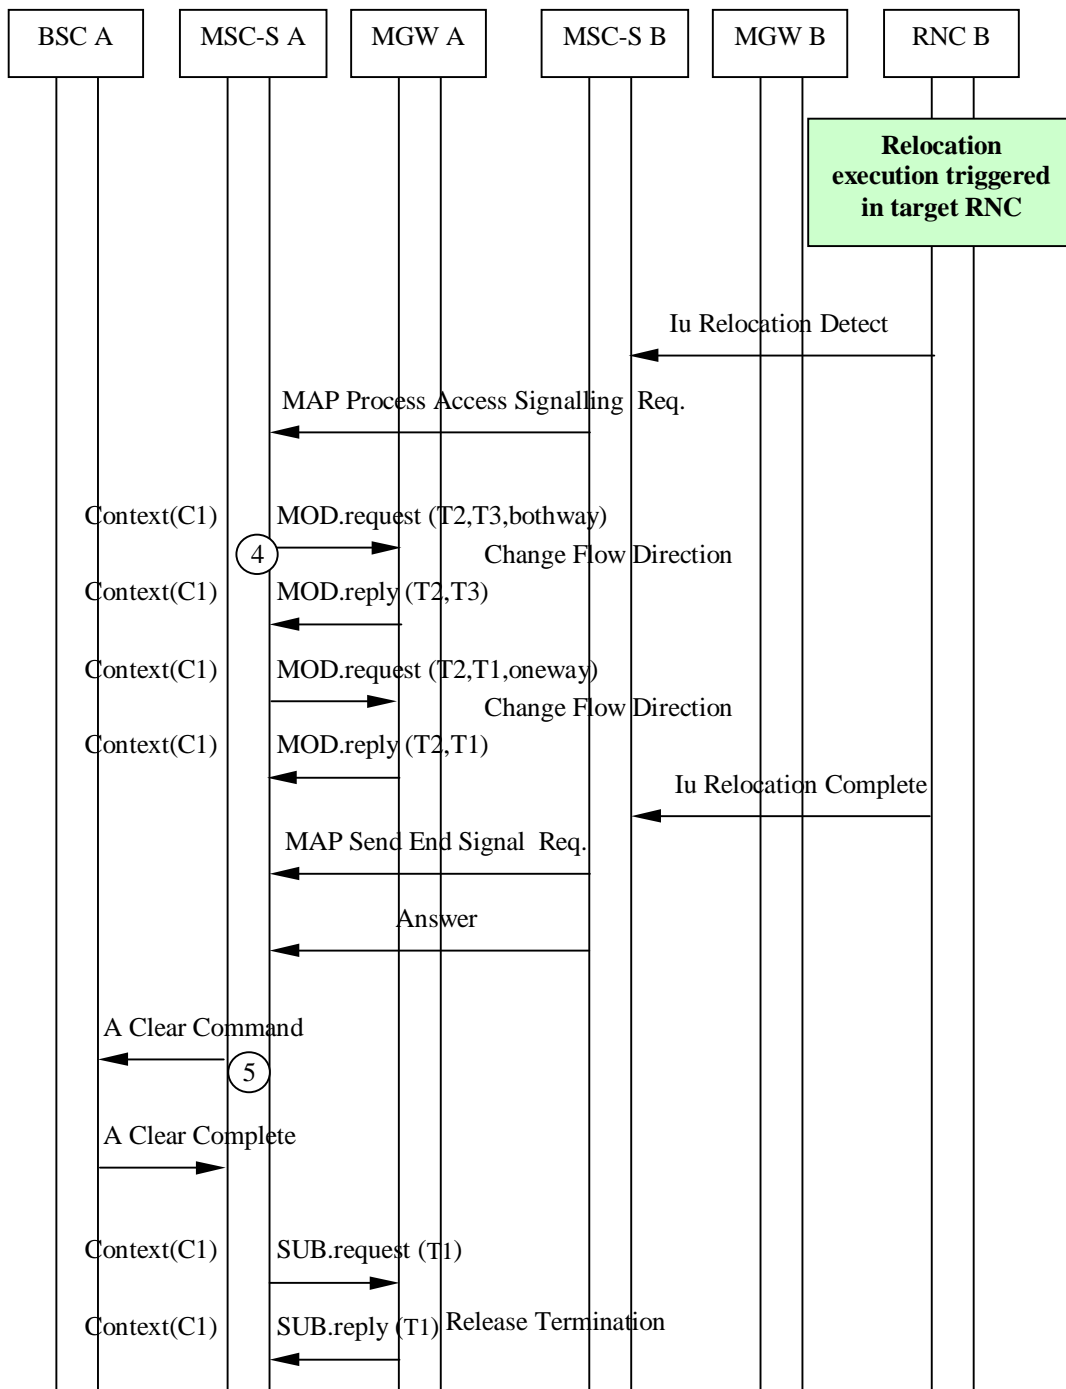 BSC A
MSC-S A
MGW A
MSC-S B
MGW B
RNC B
Relocation
execution triggered
in target RNC
Iu Relocation Detect
MAP Process Access Signalling Req.
Context(C1)
MOD.request (T2,T3,bothway)
4
Change Flow Direction
Context(C1)
MOD.reply (T2,T3)
Context(C1)
MOD.request (T2,T1,oneway)
Change Flow Direction
Context(C1)
MOD.reply (T2,T1)
Iu Relocation Complete
MAP Send End Signal Req.
Answer
A Clear Command
5
A Clear Complete
Context(C1)
SUB.request (T1)
Context(C1)
SUB.reply (T1)
Release Termination